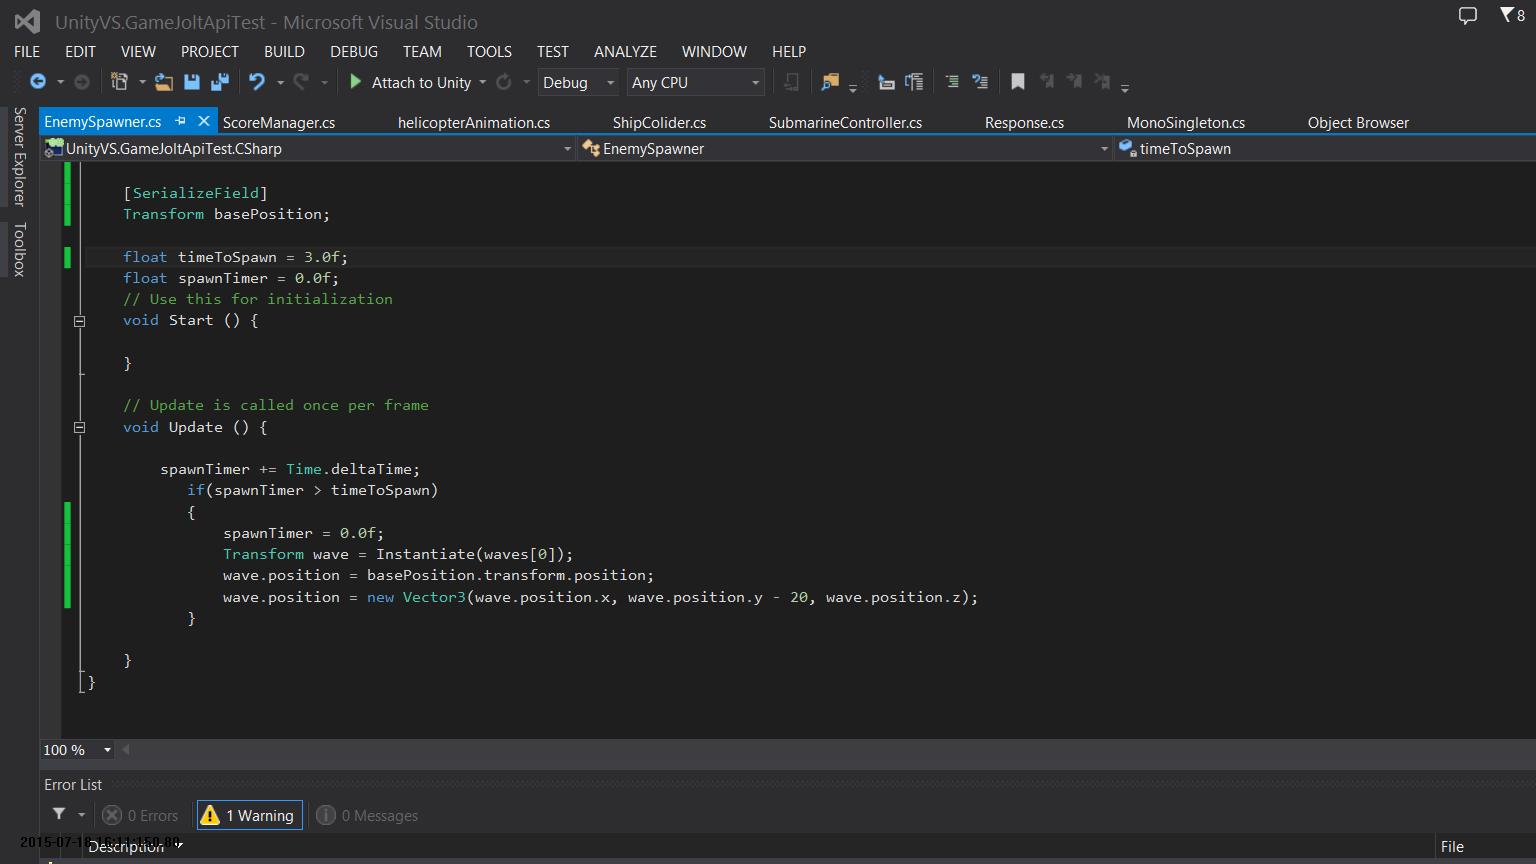 UnityVS.GameJoltApiTest - Microsoft Visual Studio
8
FILE EDIT VIEW PROJECT BUILD DEBUG TEAM TOOLS TEST ANALYZE WINDOW HELP
Attach to Unity Debug Any CPU
Server Explorer
Toolbox
EnemySpawner.cs ScoreManager.cs helicopterAnimation.cs ShipColider.cs SubmarineController.cs Response.cs MonoSingleton.cs Object Browser
UnityVS.GameJoltApiTest.CSharp EnemySpawner timeToSpawn
[SerializeField]
Transform basePosition;
float timeToSpawn = 3.0f;
float spawnTimer = 0.0f;
// Use this for initialization
void Start () {
}
// Update is called once per frame
void Update () {
spawnTimer += Time.deltaTime;
if(spawnTimer > timeToSpawn)
{
spawnTimer = 0.0f;
Transform wave = Instantiate(waves[0]);
wave.position = basePosition.transform.position;
wave.position = new Vector3(wave.position.x, wave.position.y - 20, wave.position.z);
}
}
}
100 %
Error List
0 Errors 1 Warning 0 Messages
Description File